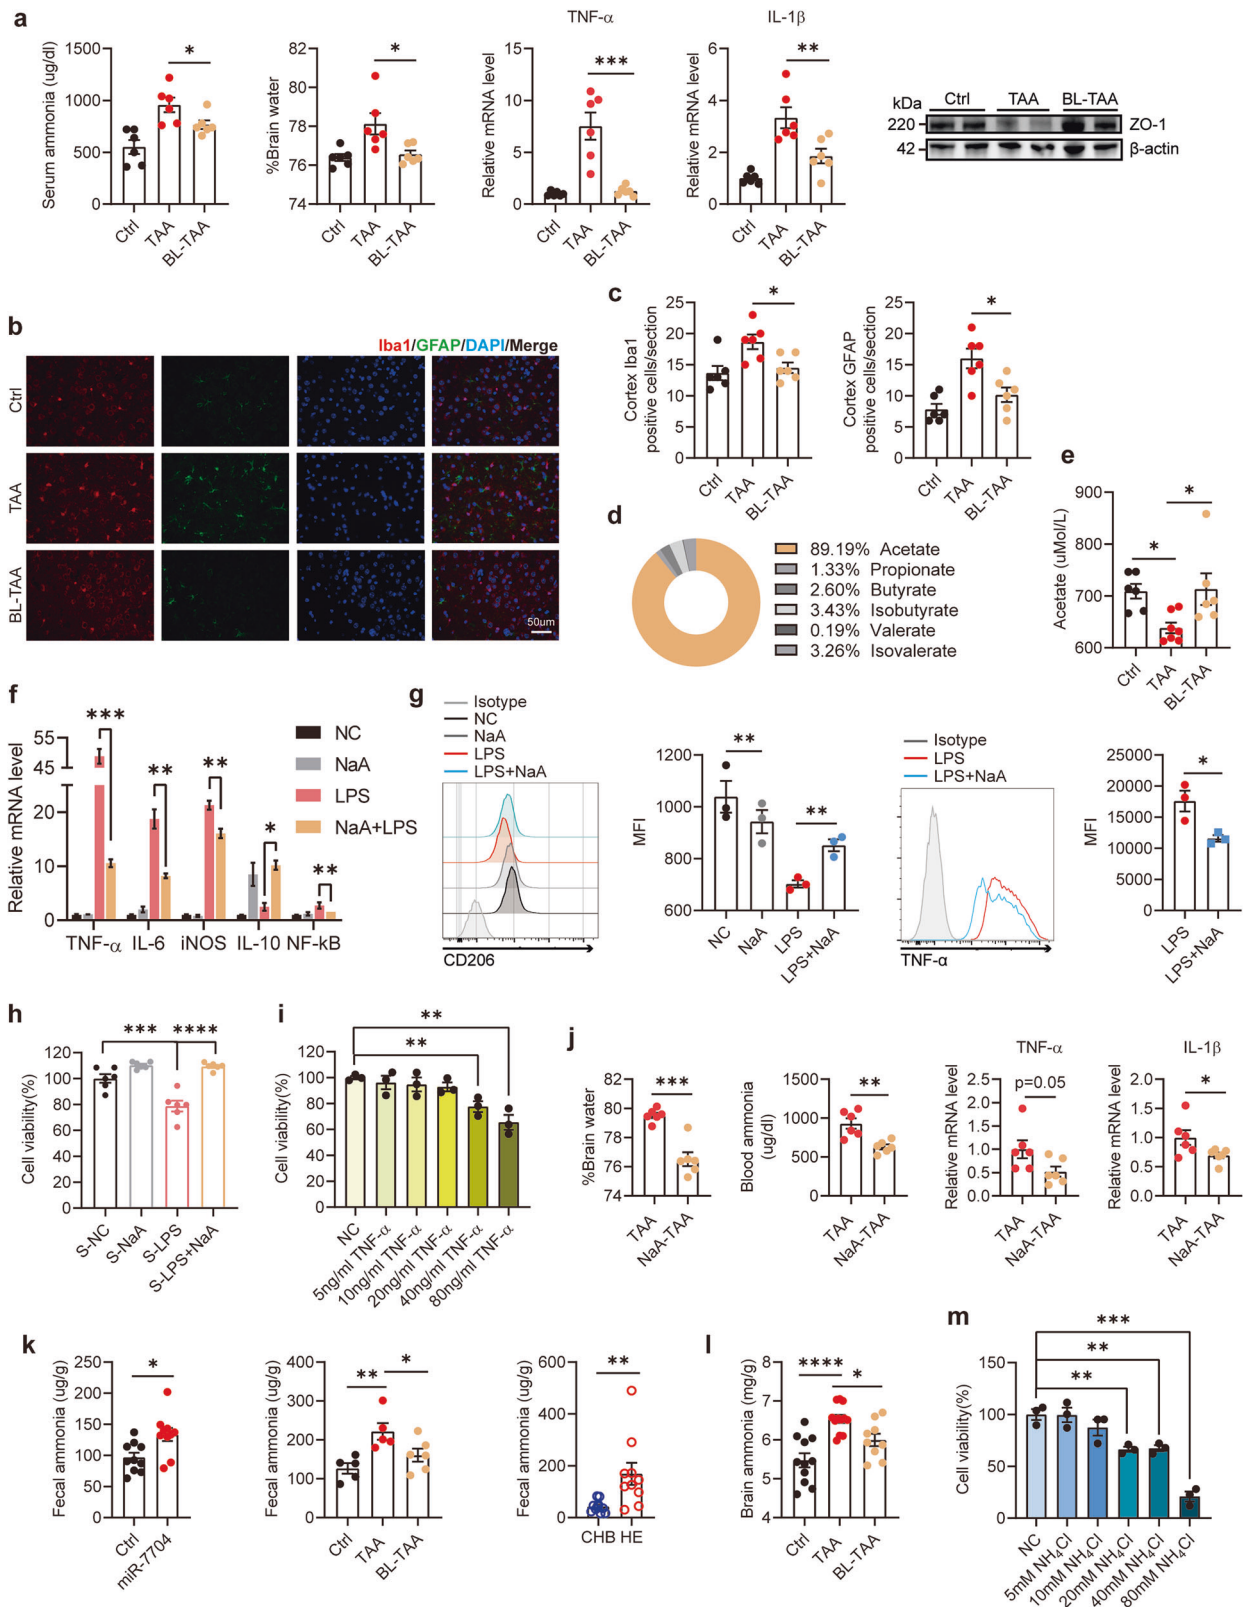 a
Serum ammonia (ug/dl)
1500
1000
500
0
*
Ctrl
TAA
BL-TAA
%Brain water
82
80
78
76
74
*
Ctrl
TAA
BL-TAA
TNF-α
Relative mRNA level
15
10
5
0
***
Ctrl
TAA
BL-TAA
IL-1β
Relative mRNA level
6
4
2
0
**
Ctrl
TAA
BL-TAA
kDa Ctrl TAA BL-TAA
220 ZO-1
42 β-actin
b
Iba1/GFAP/DAPI/Merge
Ctrl
TAA
BL-TAA
50um
c
Cortex Iba1
positive cells/section
25
20
15
10
5
0
*
Ctrl
TAA
BL-TAA
Cortex GFAP
positive cells/section
25
20
15
10
5
0
*
Ctrl
TAA
BL-TAA
d
89.19% Acetate
1.33% Propionate
2.60% Butyrate
3.43% Isobutyrate
0.19% Valerate
3.26% Isovalerate
e
Acetate (uMol/L)
900
800
700
600
*
*
Ctrl
TAA
BL-TAA
f
Relative mRNA level
55
45
20
10
0
***
**
**
*
**
NC
NaA
LPS
NaA+LPS
TNF-α IL-6 iNOS IL-10 NF-kB
g
Isotype
NC
NaA
LPS
LPS+NaA
CD206
MFI
1200
1000
800
600
**
**
NC
NaA
LPS
LPS+NaA
Isotype
LPS
LPS+NaA
TNF-α
MFI
25000
20000
15000
10000
5000
0
*
LPS
LPS+NaA
h
Cell viability(%)
120
100
80
60
40
20
0
*** ****
S-NC
S-NaA
S-LPS
S-LPS+NaA
i
Cell viability(%)
120
100
80
60
40
20
0
**
**
NC
5ng/ml TNF-α
10ng/ml TNF-α
20ng/ml TNF-α
40ng/ml TNF-α
80ng/ml TNF-α
j
%Brain water
82
80
78
76
74
***
TAA
NaA-TAA
Blood ammonia
(ug/dl)
1500
1000
500
0
**
TAA
NaA-TAA
TNF-α
Relative mRNA level
2.5
2.0
1.5
1.0
0.5
0.0
p=0.05
TAA
NaA-TAA
IL-1β
Relative mRNA level
2.0
1.5
1.0
0.5
0.0
*
TAA
NaA-TAA
k
Fecal ammonia (ug/g)
250
200
150
100
50
0
*
Ctrl
miR-7704
Fecal ammonia (ug/g)
400
300
200
100
0
**
*
Ctrl
TAA
BL-TAA
Fecal ammonia (ug/g)
600
400
200
0
**
CHB HE
l
Brain ammonia (mg/g)
8
7
6
5
4
****
*
Ctrl
TAA
BL-TAA
m
Cell viability(%)
150
100
50
0
***
**
**
NC
5mM NH₄Cl
10mM NH₄Cl
20mM NH₄Cl
40mM NH₄Cl
80mM NH₄Cl